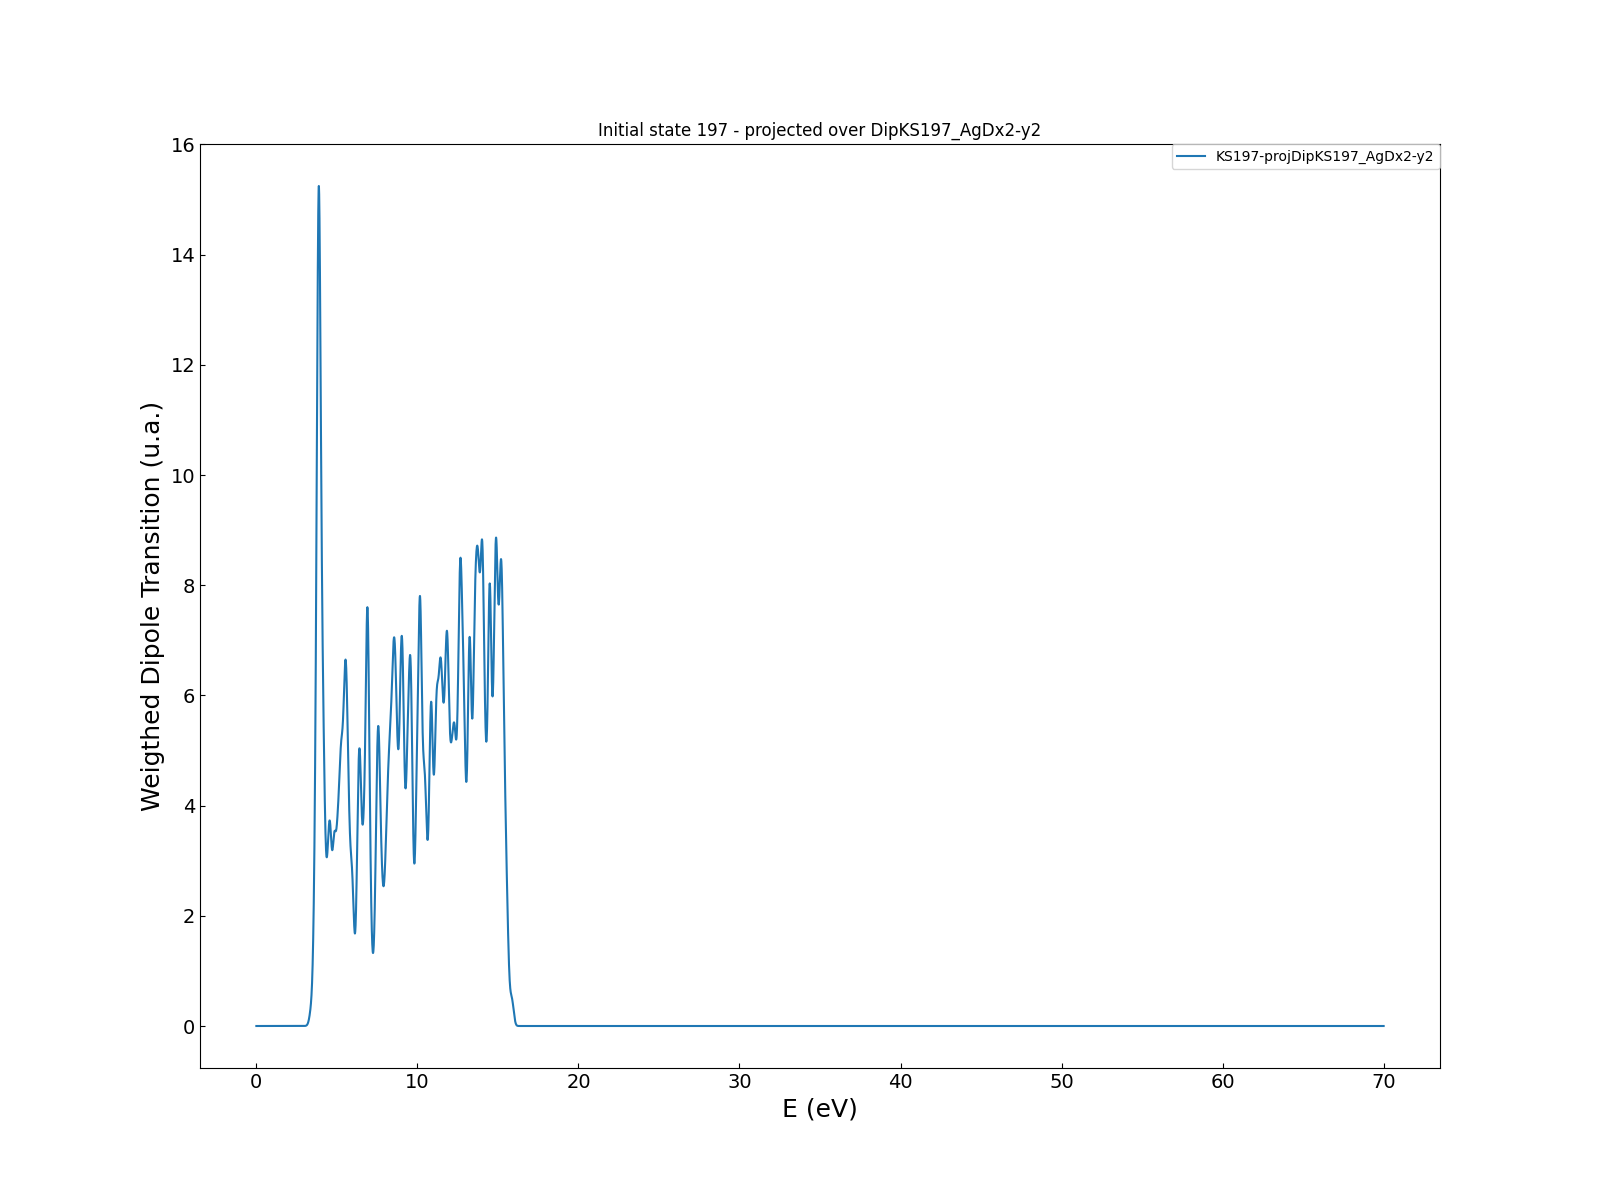 Initial state 197 - projected over DipKS197_AgDx2-y2
KS197-projDipKS197_AgDx2-y2
Weigthed Dipole Transition (u.a.)
16
14
12
10
8
6
4
2
0
0 10 20 30 40 50 60 70
E (eV)